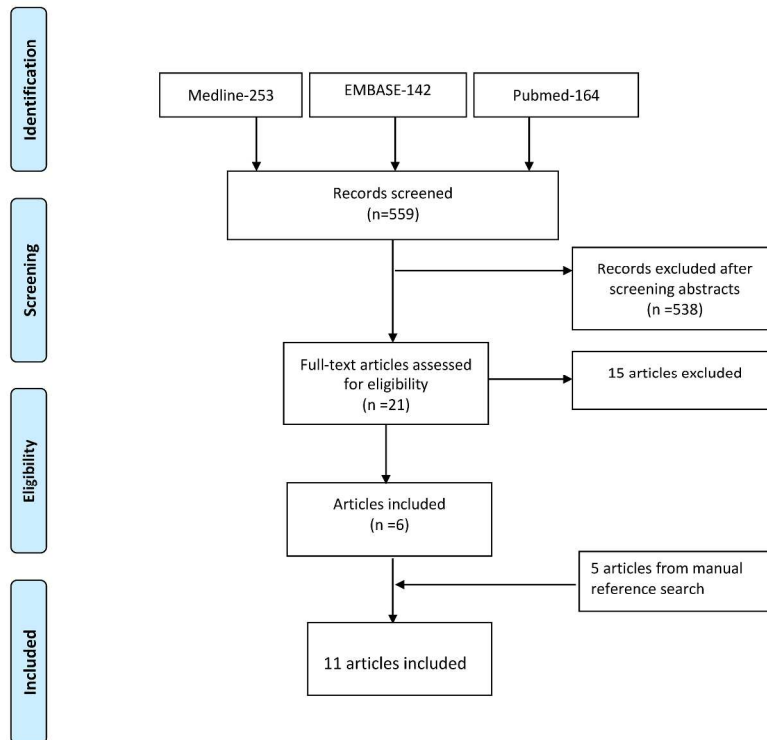 Identification
Medline-253
EMBASE-142
Pubmed-164
Records screened
(n=559)
Screening
Records excluded after
screening abstracts
(n =538)
Full-text articles assessed
for eligibility
(n =21)
15 articles excluded
Eligibility
Articles included
(n =6)
5 articles from manual
reference search
Included
11 articles included